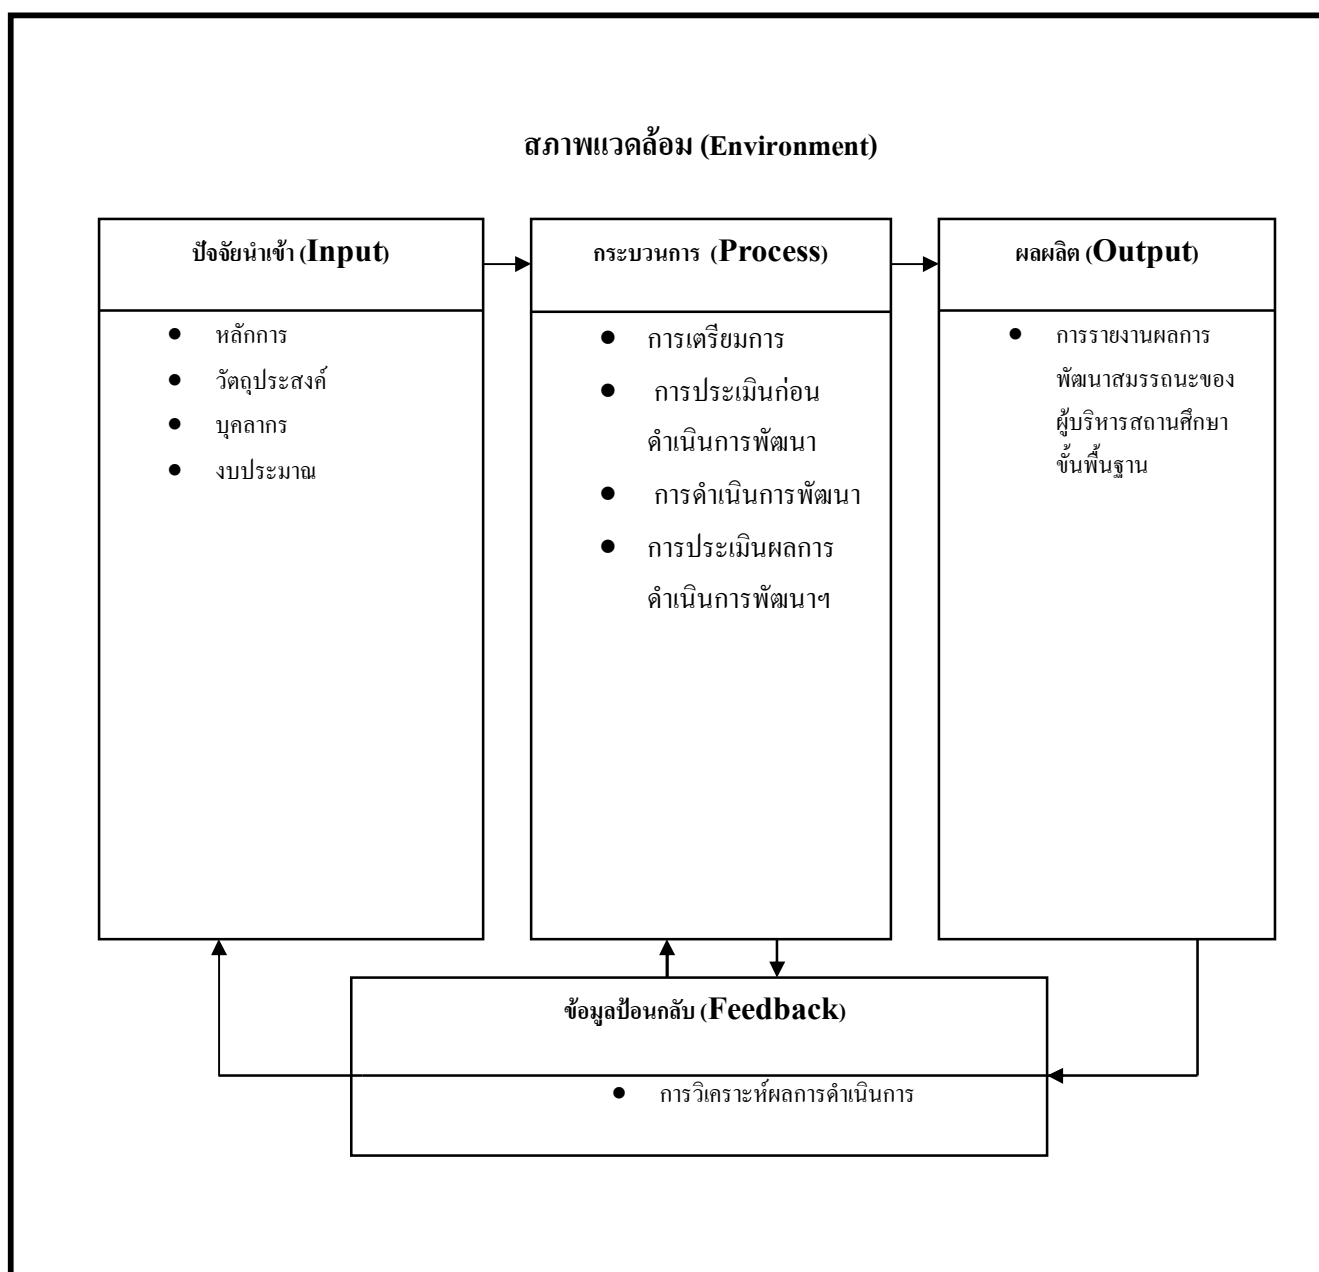 สภาพแวดล้อม (Environment)
ปัจจัยนำเข้า (Input)
● หลักการ
● วัตถุประสงค์
● บุคลากร
● งบประมาณ
กระบวนการ (Process)
● การเตรียมการ
● การประเมินก่อน
ดำเนินการพัฒนา
● การดำเนินการพัฒนา
● การประเมินผลการ
ดำเนินการพัฒนาฯ
ผลผลิต (Output)
● การรายงานผลการ
พัฒนาสมรรถนะของ
ผู้บริหารสถานศึกษา
ขั้นพื้นฐาน
ข้อมูลป้อนกลับ (Feedback)
● การวิเคราะห์ผลการดำเนินการ